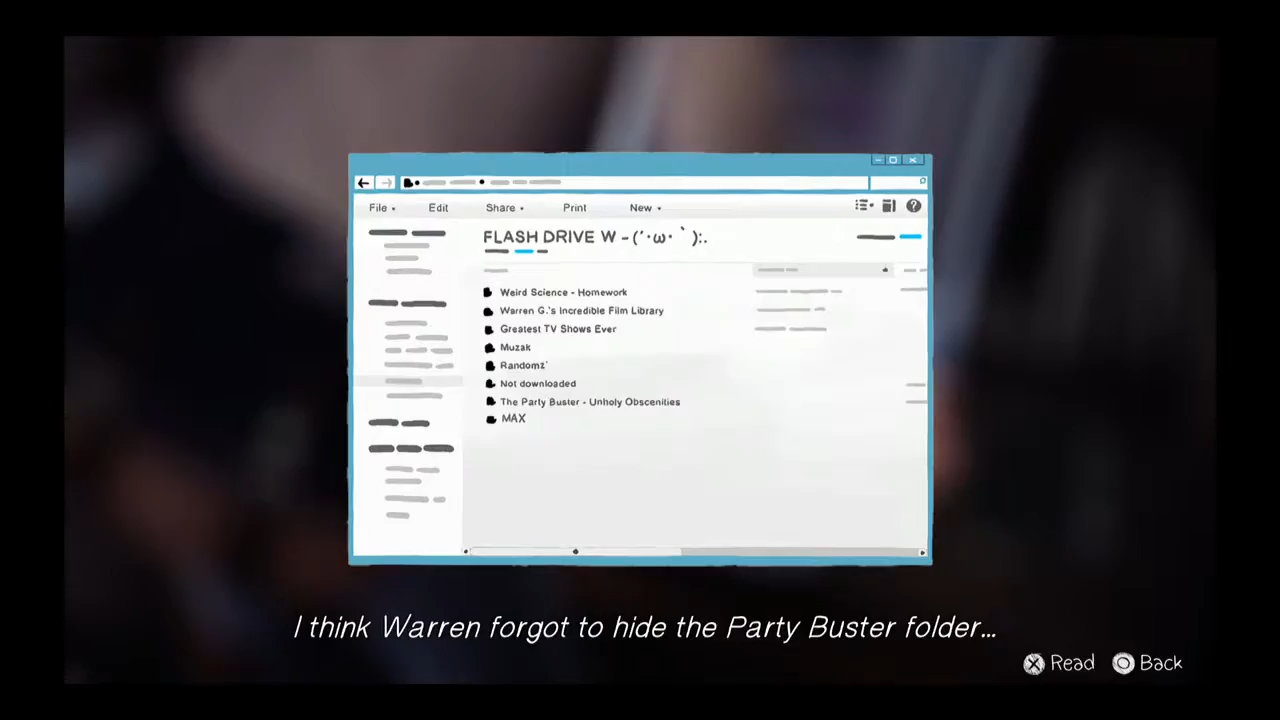 File Edit Share Print New
FLASH DRIVE W - (´·ω·`):.
Weird Science - Homework
Warren G.'s Incredible Film Library
Greatest TV Shows Ever
Muzak
Randomz'
Not downloaded
The Party Buster - Unholy Obscenities
MAX
I think Warren forgot to hide the Party Buster folder...
Read Back